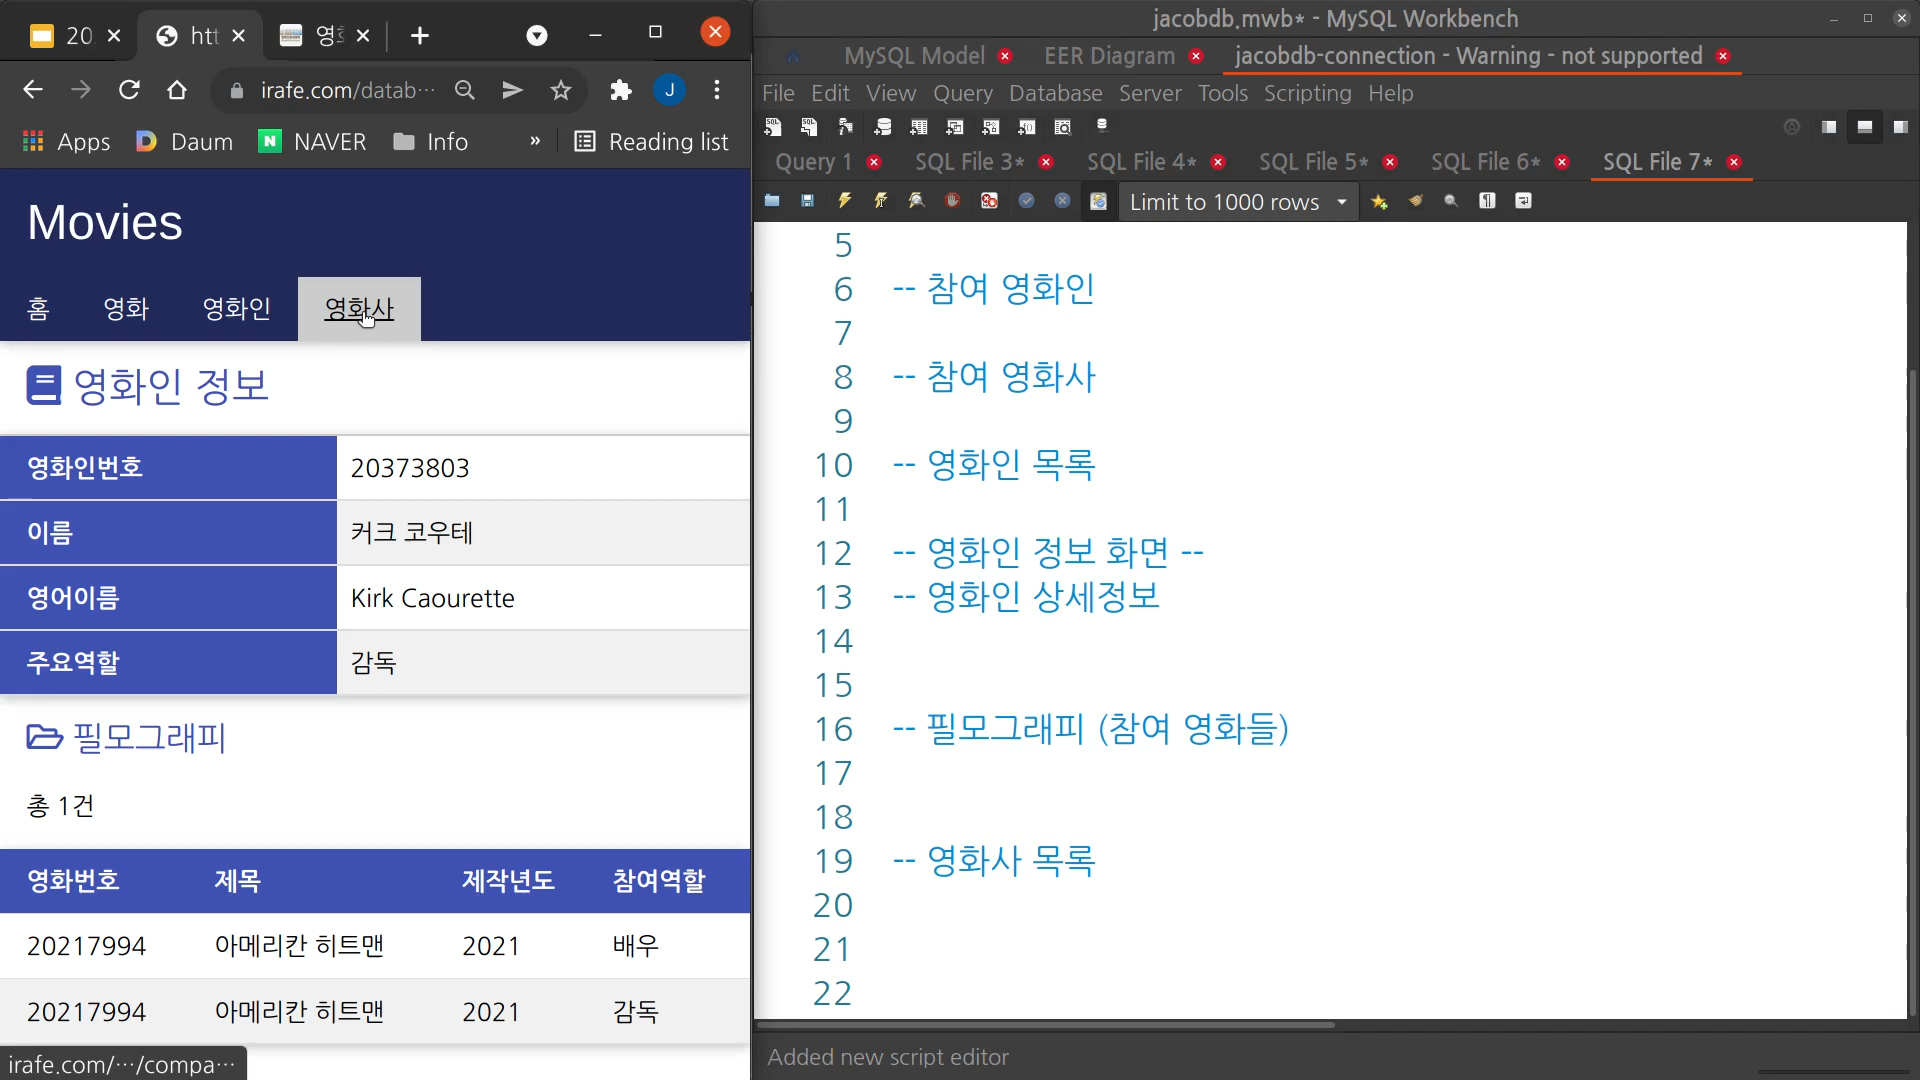 20
htt
영화
irafe.com/datab···
J
Apps
Daum
NAVER
Info
»
Reading list
Movies
홈
영화
영화인
영화사
영화인 정보
영화인번호 20373803
이름 커크 코우테
영어이름 Kirk Caourette
주요역할 감독
필모그래피
총 1건
영화번호 제목 제작년도 참여역할
20217994 아메리칸 히트맨 2021 배우
20217994 아메리칸 히트맨 2021 감독
irafe.com/···/compa···
jacobdb.mwb* - MySQL Workbench
MySQL Model
EER Diagram
jacobdb-connection - Warning - not supported
File Edit View Query Database Server Tools Scripting Help
Query 1
SQL File 3*
SQL File 4*
SQL File 5*
SQL File 6*
SQL File 7*
Limit to 1000 rows
5
6 -- 참여 영화인
7
8 -- 참여 영화사
9
10 -- 영화인 목록
11
12 -- 영화인 정보 화면 --
13 -- 영화인 상세정보
14
15
16 -- 필모그래피 (참여 영화들)
17
18
19 -- 영화사 목록
20
21
22
Added new script editor